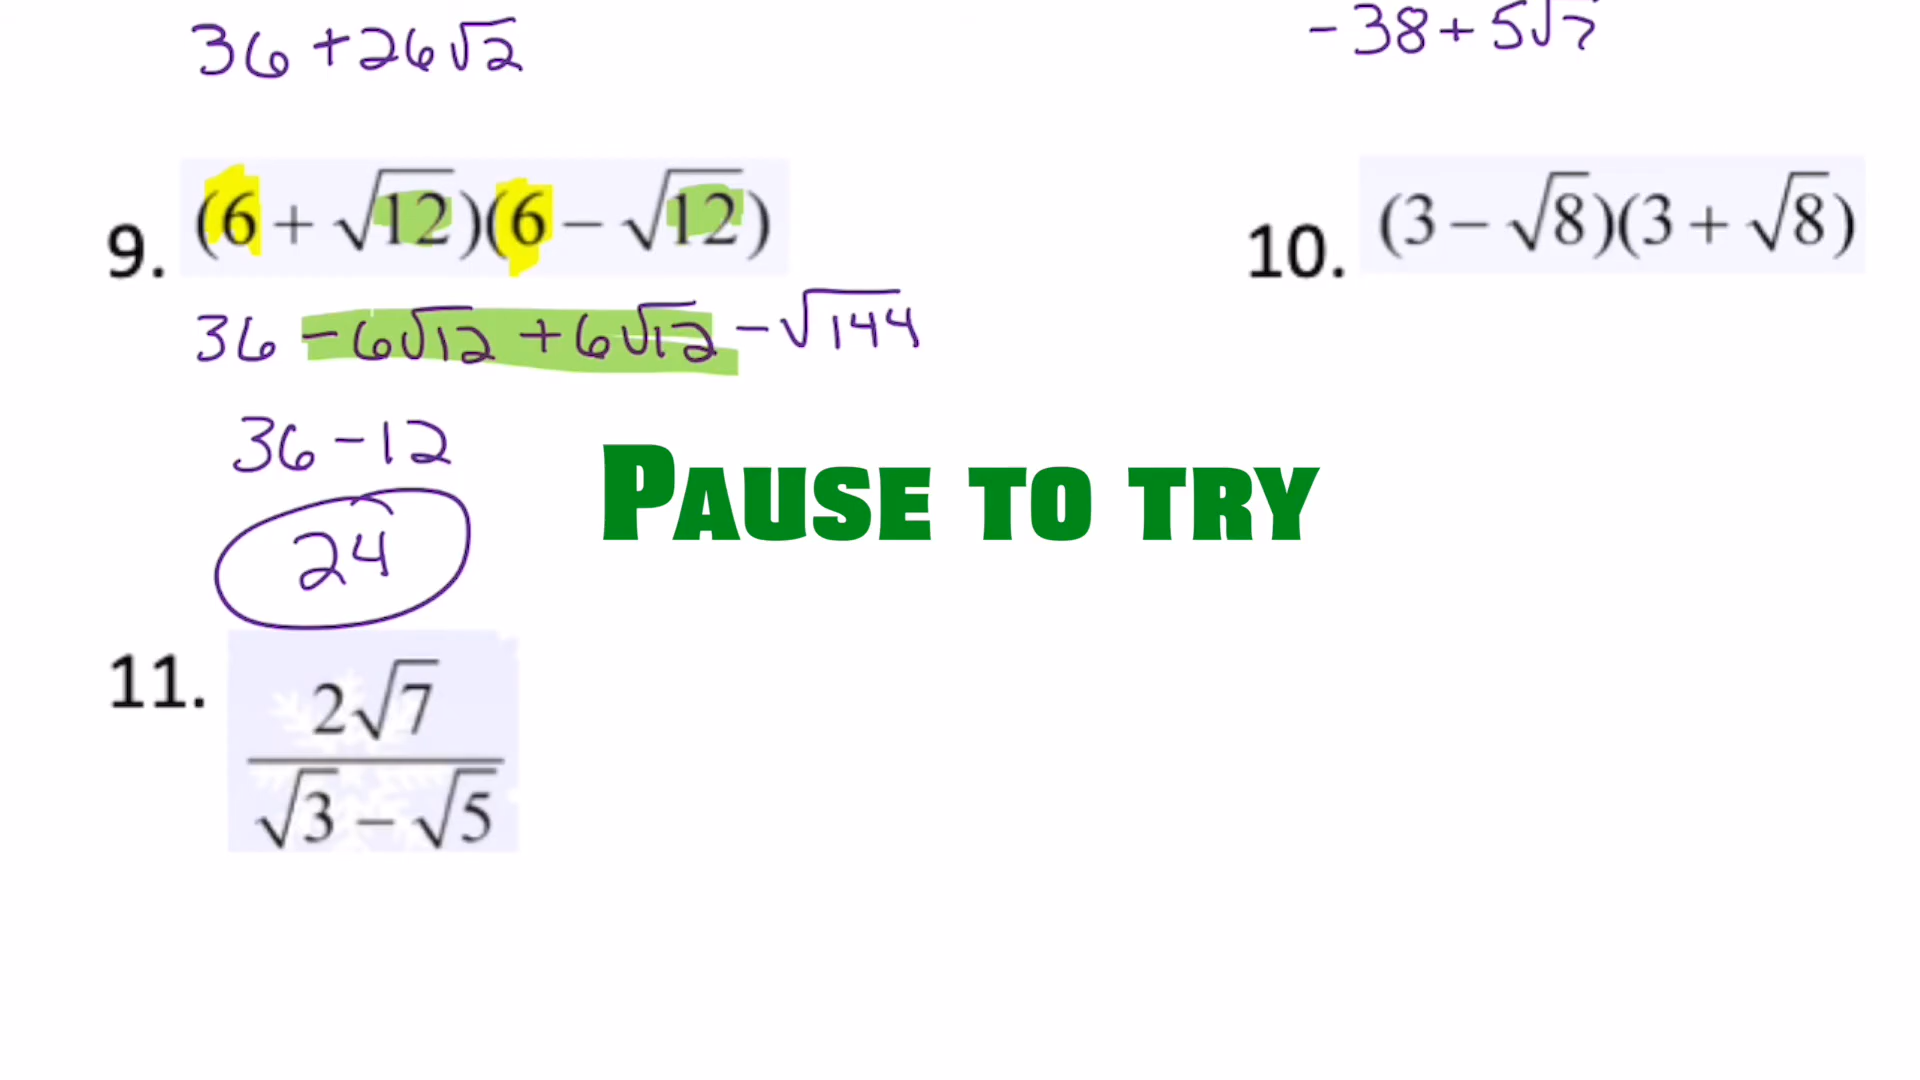 36 + 26√2
-38 + 5√7
9. (6 + √12)(6 − √12)
36 − 6√12 + 6√12 − √144
36 − 12
24
10. (3 − √8)(3 + √8)
PAUSE TO TRY
11. 2√7
√3 − √5